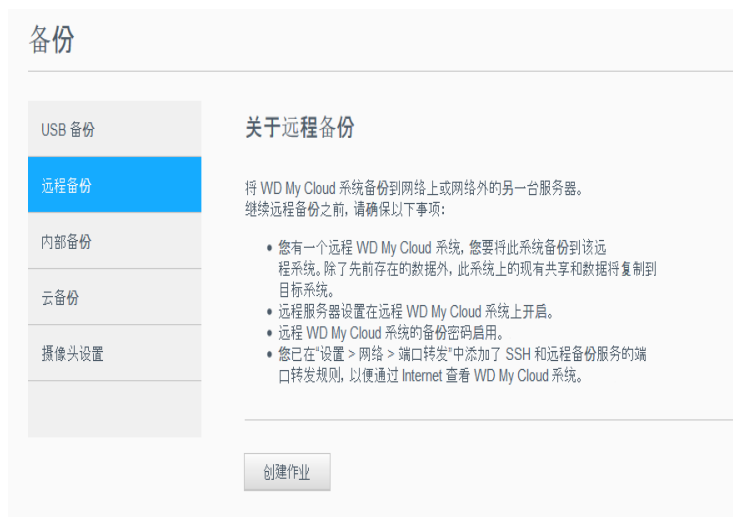 备份
USB 备份
远程备份
内部备份
云备份
摄像头设置
关于远程备份
将 WD My Cloud 系统备份到网络上或网络外的另一台服务器。
继续远程备份之前, 请确保以下事项:
• 您有一个远程 WD My Cloud 系统, 您要将此系统备份到该远
程系统。除了先前存在的数据外, 此系统上的现有共享和数据将复制到
目标系统。
• 远程服务器设置在远程 WD My Cloud 系统上开启。
• 远程 WD My Cloud 系统的备份密码启用。
• 您已在"设置 > 网络 > 端口转发"中添加了 SSH 和远程备份服务的端
口转发规则, 以便通过 Internet 查看 WD My Cloud 系统。
创建作业